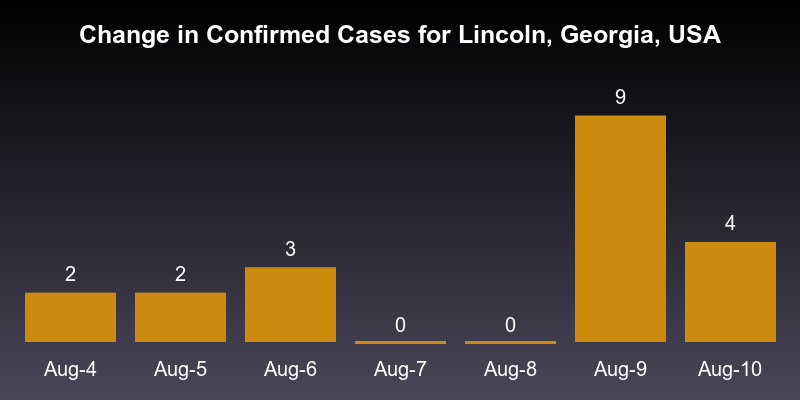 Change in Confirmed Cases for Lincoln, Georgia, USA
9
4
3
2 2
0 0
Aug-4 Aug-5 Aug-6 Aug-7 Aug-8 Aug-9 Aug-10